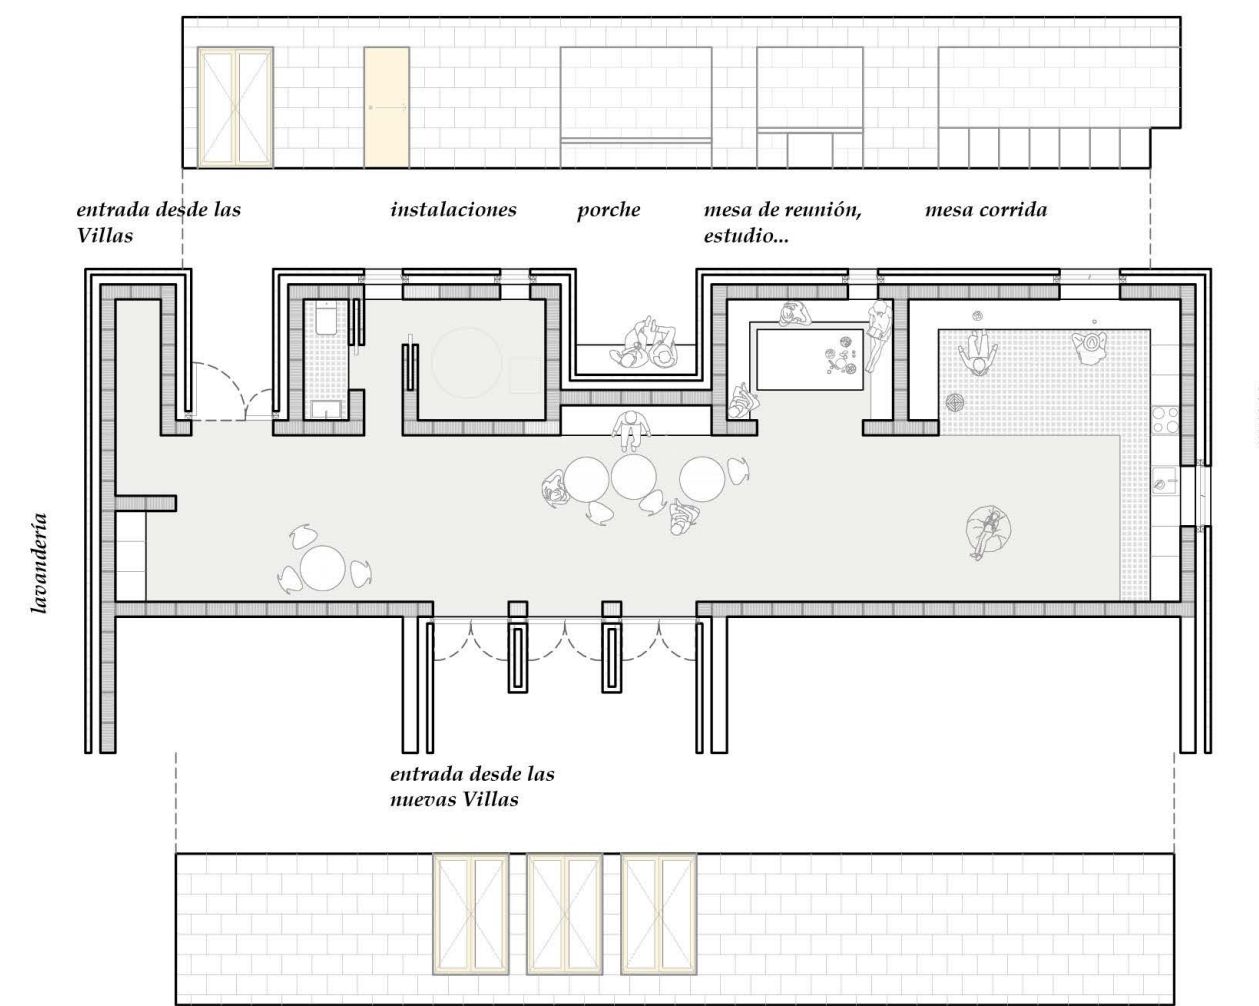 entrada desde las
Villas
instalaciones
porche
mesa de reunión,
estudio...
mesa corrida
lavandería
entrada desde las
nuevas Villas